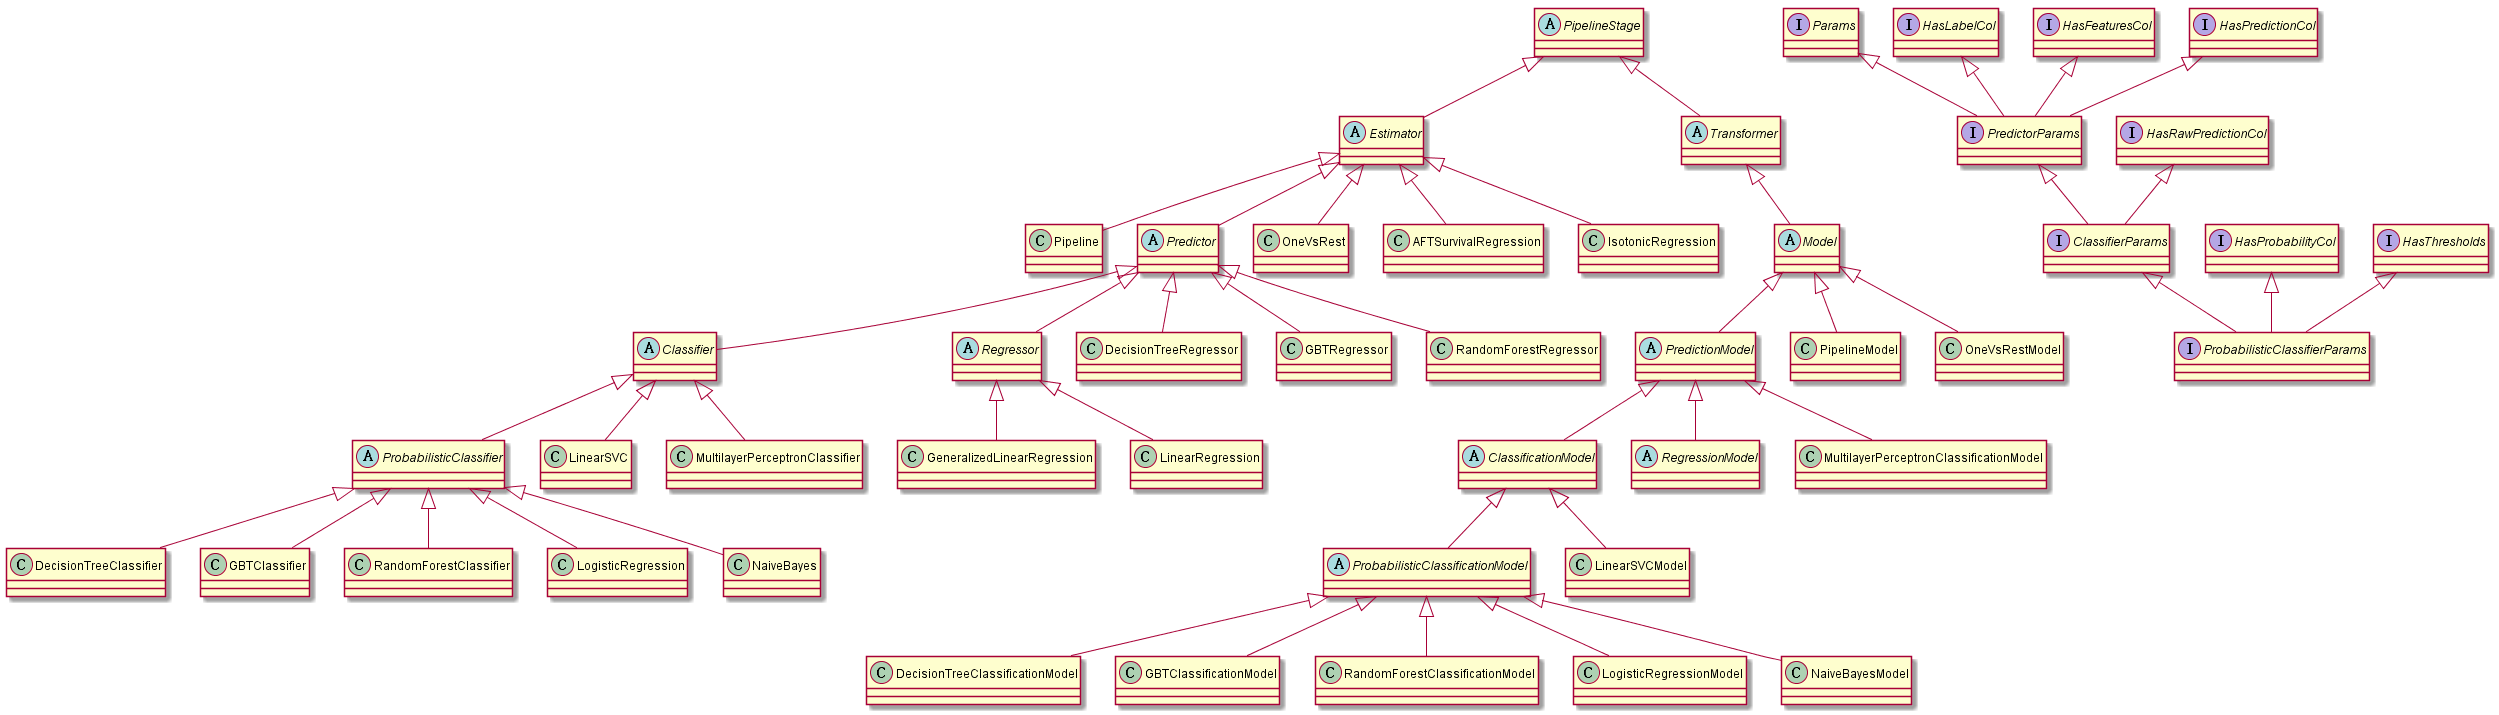 A PipelineStage
I Params
I HasLabelCol
I HasFeaturesCol
I HasPredictionCol
A Estimator
A Transformer
I PredictorParams
I HasRawPredictionCol
C Pipeline
A Predictor
C OneVsRest
C AFTSurvivalRegression
C IsotonicRegression
A Model
I ClassifierParams
I HasProbabilityCol
I HasThresholds
A Classifier
A Regressor
C DecisionTreeRegressor
C GBTRegressor
C RandomForestRegressor
A PredictionModel
C PipelineModel
C OneVsRestModel
I ProbabilisticClassifierParams
A ProbabilisticClassifier
C LinearSVC
C MultilayerPerceptronClassifier
C GeneralizedLinearRegression
C LinearRegression
A ClassificationModel
A RegressionModel
C MultilayerPerceptronClassificationModel
C DecisionTreeClassifier
C GBTClassifier
C RandomForestClassifier
C LogisticRegression
C NaiveBayes
A ProbabilisticClassificationModel
C LinearSVCModel
C DecisionTreeClassificationModel
C GBTClassificationModel
C RandomForestClassificationModel
C LogisticRegressionModel
C NaiveBayesModel